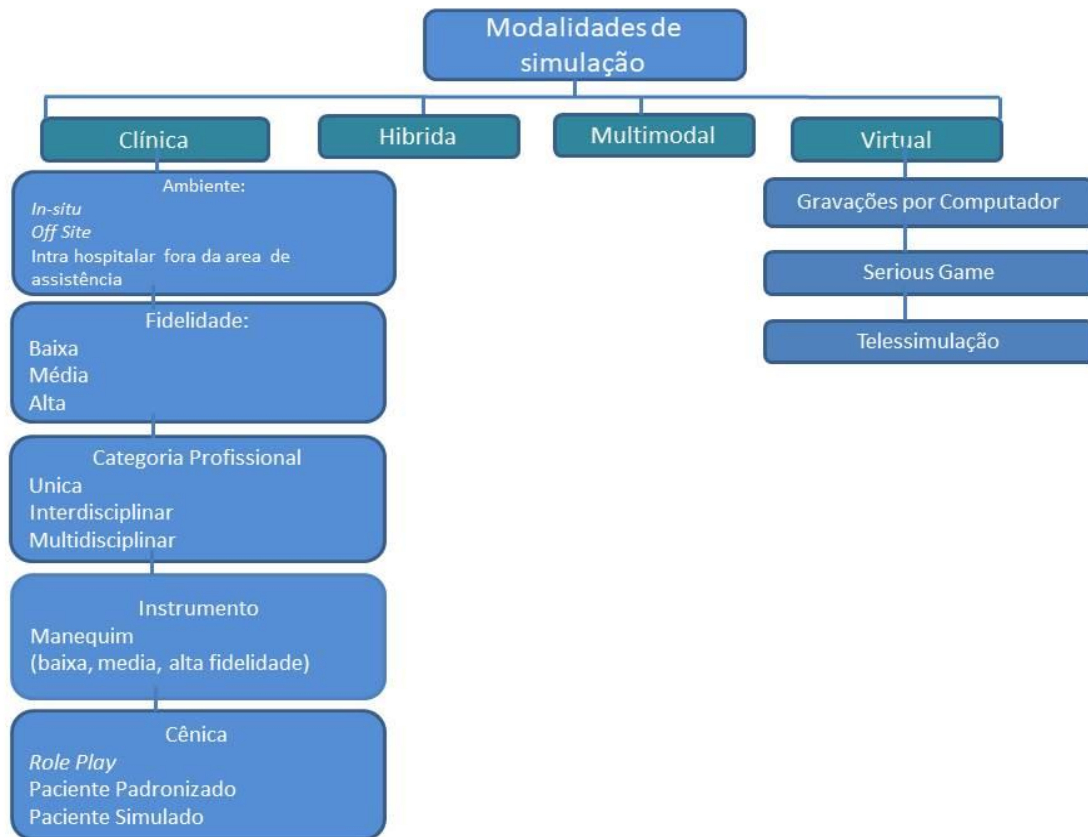 Modalidades de
simulação
Clínica
Hibrida
Multimodal
Virtual
Ambiente:
In-situ
Off Site
Intra hospitalar fora da area de
assistência
Fidelidade:
Baixa
Média
Alta
Categoria Profissional
Unica
Interdisciplinar
Multidisciplinar
Instrumento
Manequim
(baixa, media, alta fidelidade)
Cênica
Role Play
Paciente Padronizado
Paciente Simulado
Gravações por Computador
Serious Game
Telessimulação